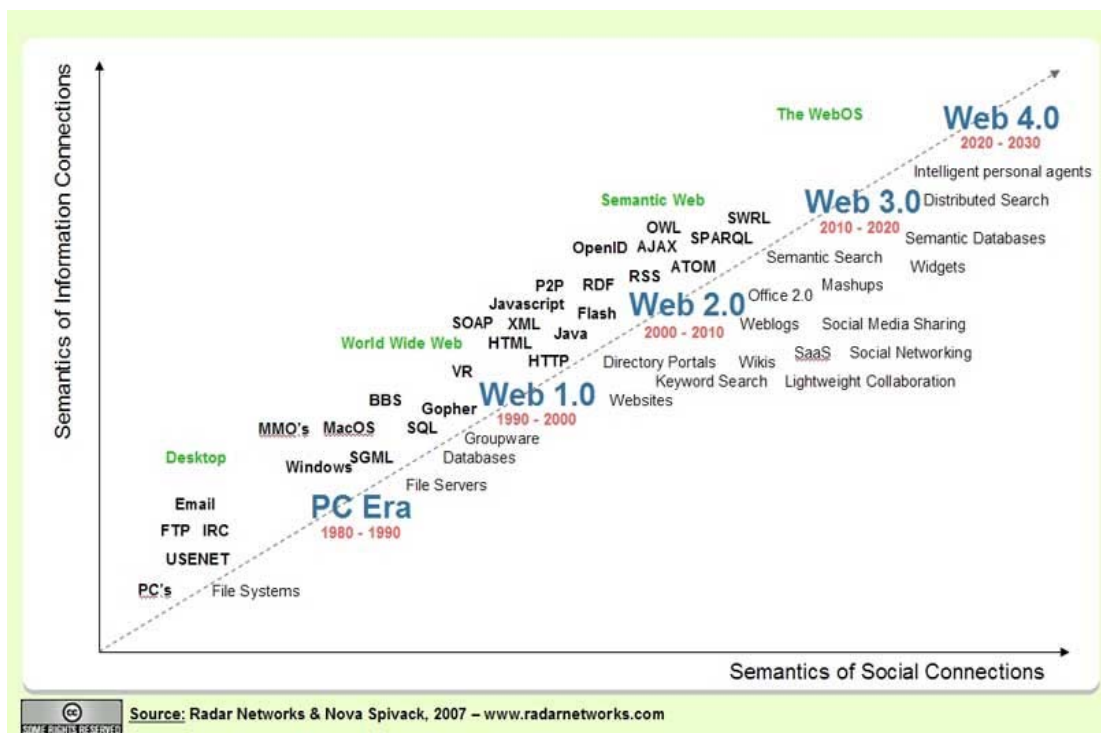 Semantics of Information Connections
The WebOS
Web 4.0
2020 - 2030
Intelligent personal agents
Semantic Web
Web 3.0
Distributed Search
2010 - 2020
SWRL
OWL
SPARQL
OpenID AJAX
Semantic Databases
Semantic Search
Widgets
ATOM
RSS
P2P RDF
Mashups
Office 2.0
Web 2.0
2000 - 2010
Javascript
Flash
SOAP XML
Java
HTML
Weblogs
Social Media Sharing
World Wide Web
HTTP
SaaS
Social Networking
Directory Portals
Wikis
VR
Keyword Search
Lightweight Collaboration
Web 1.0
1990 - 2000
Websites
BBS
Gopher
MMO's
MacOS
SQL
Groupware
Desktop
SGML
Databases
Windows
File Servers
PC Era
1980 - 1990
Email
FTP IRC
USENET
PC's
File Systems
Semantics of Social Connections
cc
SOME RIGHTS RESERVED
Source: Radar Networks & Nova Spivack, 2007 – www.radarnetworks.com